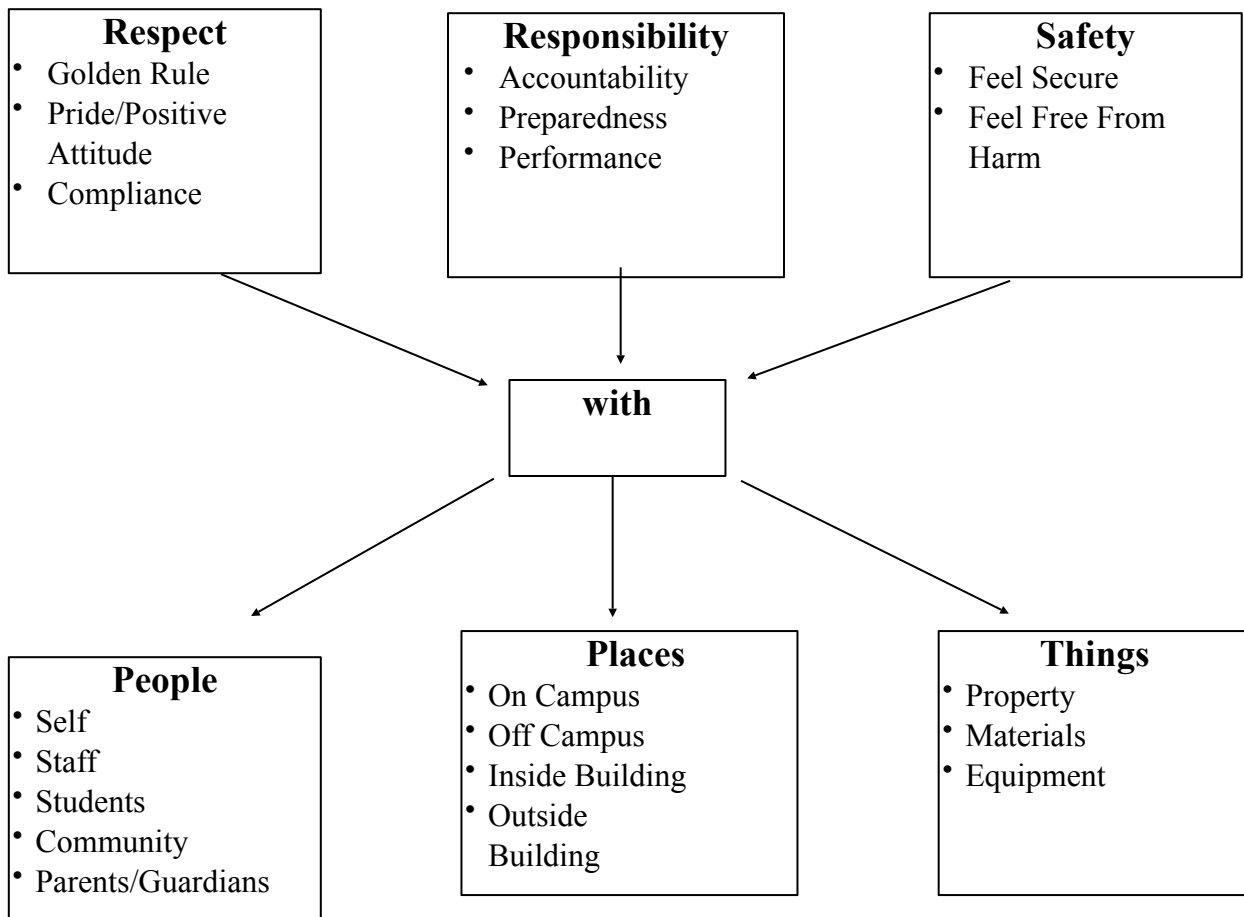 Respect
• Golden Rule
• Pride/Positive
Attitude
• Compliance
Responsibility
• Accountability
• Preparedness
• Performance
Safety
• Feel Secure
• Feel Free From
Harm
with
People
• Self
• Staff
• Students
• Community
• Parents/Guardians
Places
• On Campus
• Off Campus
• Inside Building
• Outside
Building
Things
• Property
• Materials
• Equipment